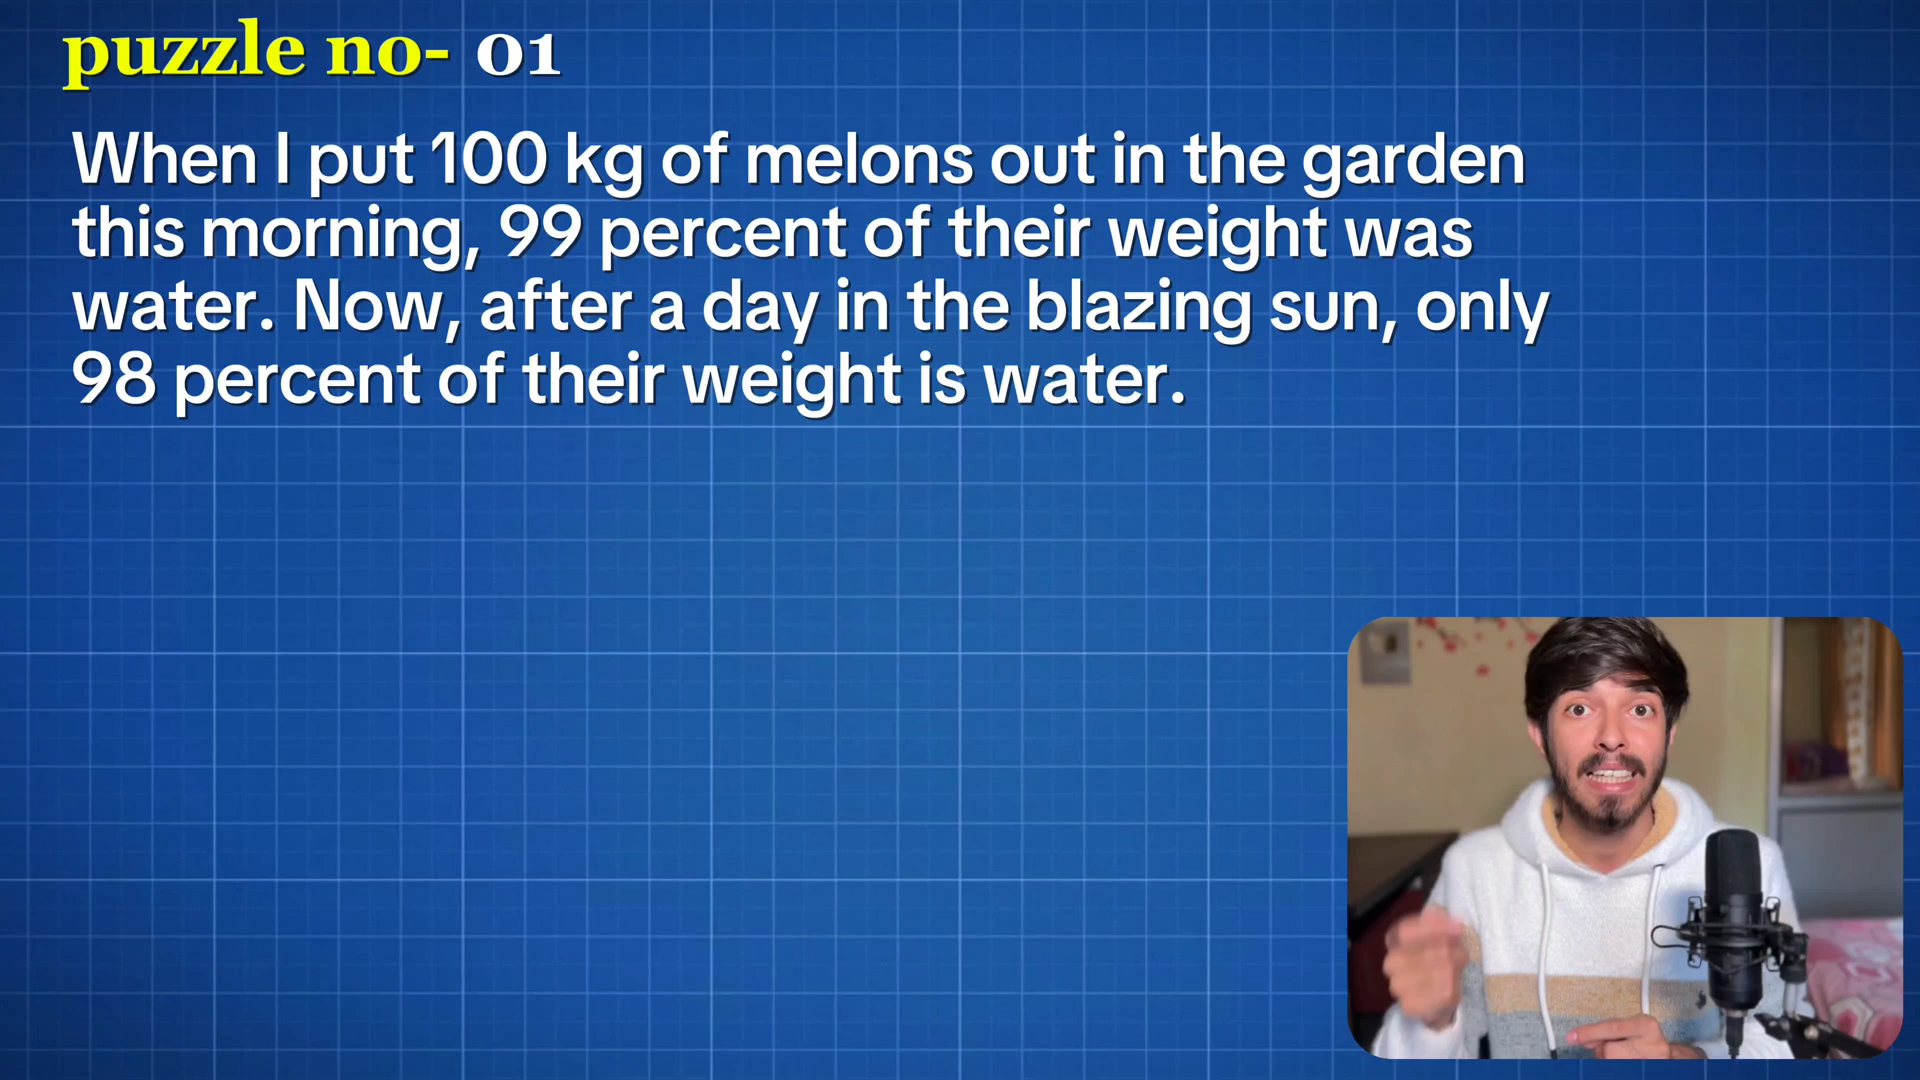 puzzle no- 01
When I put 100 kg of melons out in the garden
this morning, 99 percent of their weight was
water. Now, after a day in the blazing sun, only
98 percent of their weight is water.